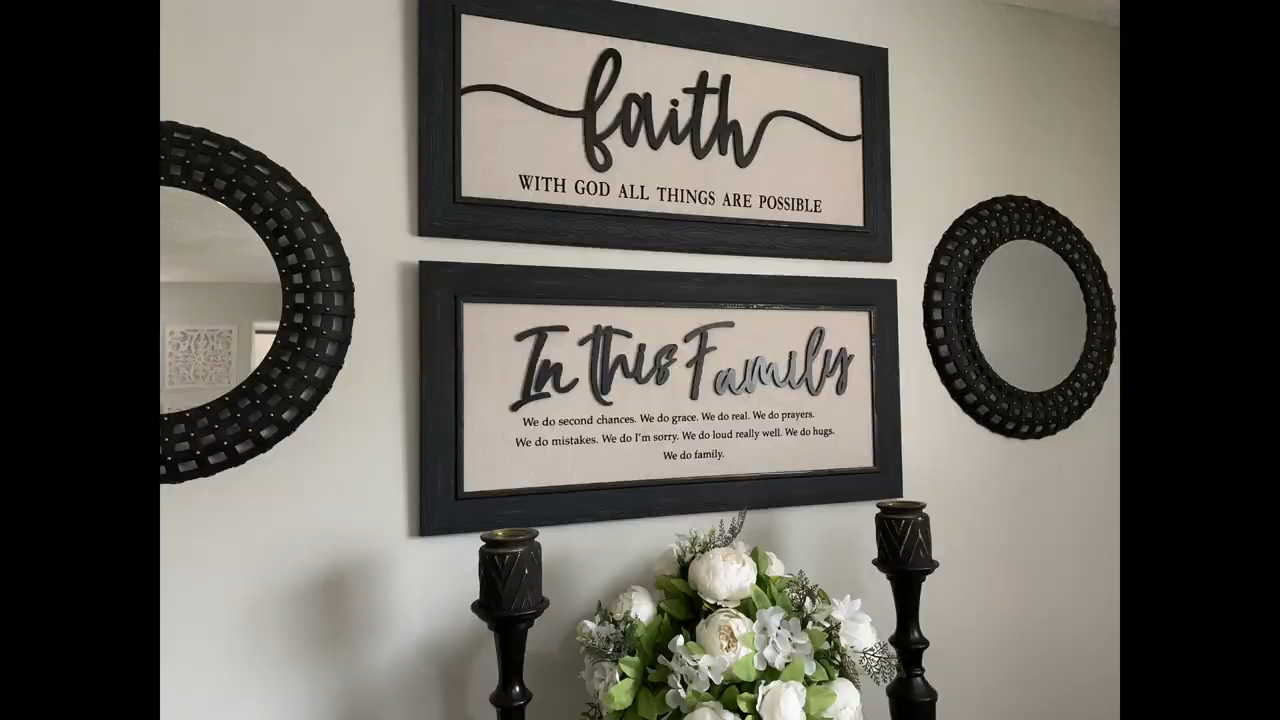 faith
WITH GOD ALL THINGS ARE POSSIBLE
In this Family
We do second chances. We do grace. We do real. We do prayers.
We do mistakes. We do I'm sorry. We do loud really well. We do hugs.
We do family.